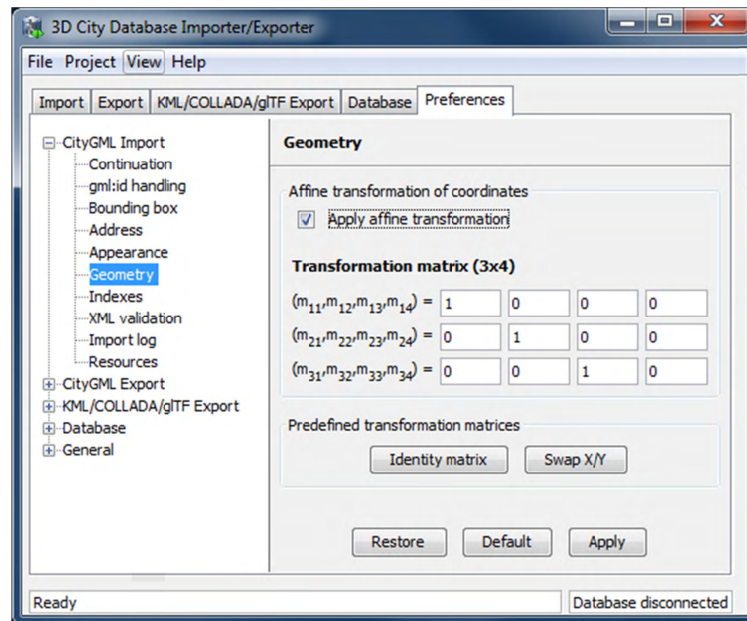 3D City Database Importer/Exporter
File Project View Help
Import Export KML/COLLADA/glTF Export Database Preferences
CityGML Import
Continuation
gml:id handling
Bounding box
Address
Appearance
Geometry
Indexes
XML validation
Import log
Resources
CityGML Export
KML/COLLADA/glTF Export
Database
General
Geometry
Affine transformation of coordinates
Apply affine transformation
Transformation matrix (3x4)
(m11,m12,m13,m14) = 1 0 0 0
(m21,m22,m23,m24) = 0 1 0 0
(m31,m32,m33,m34) = 0 0 1 0
Predefined transformation matrices
Identity matrix Swap X/Y
Restore Default Apply
Ready Database disconnected